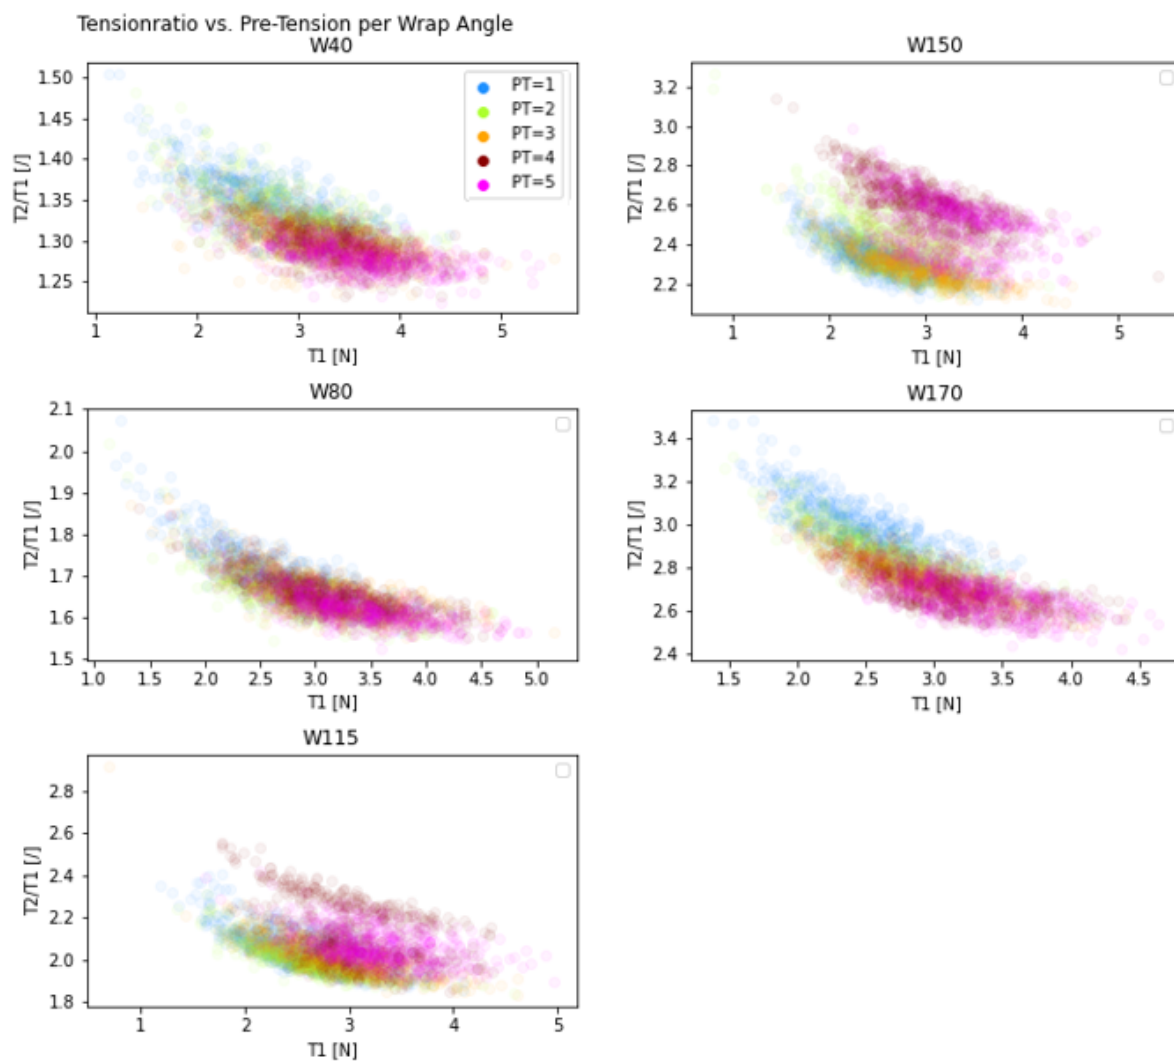 Tensionratio vs. Pre-Tension per Wrap Angle
W40
1.50
1.45
1.40
1.35
1.30
1.25
T2/T1 [/]
1 2 3 4 5
T1 [N]
PT=1
PT=2
PT=3
PT=4
PT=5
W150
3.2
3.0
2.8
2.6
2.4
2.2
T2/T1 [/]
1 2 3 4 5
T1 [N]
W80
2.1
2.0
1.9
1.8
1.7
1.6
1.5
T2/T1 [/]
1.0 1.5 2.0 2.5 3.0 3.5 4.0 4.5 5.0
T1 [N]
W170
3.4
3.2
3.0
2.8
2.6
2.4
T2/T1 [/]
1.5 2.0 2.5 3.0 3.5 4.0 4.5
T1 [N]
W115
2.8
2.6
2.4
2.2
2.0
1.8
T2/T1 [/]
1 2 3 4 5
T1 [N]